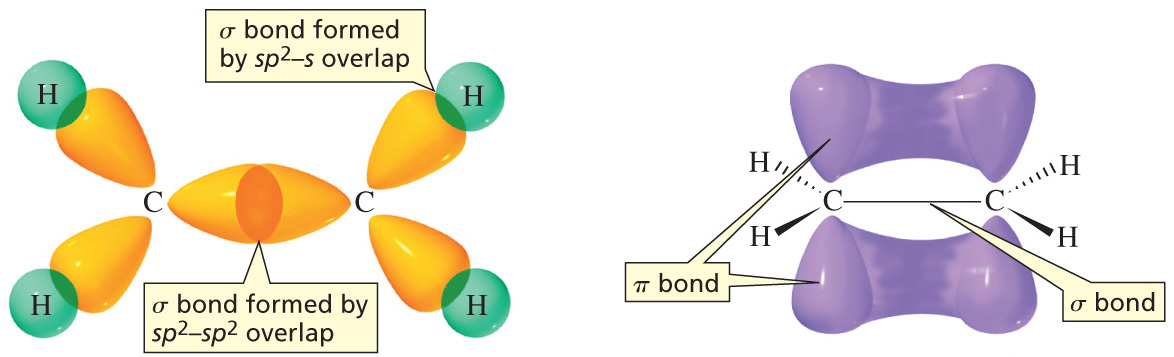 σ bond formed
by sp²–s overlap
H
H
C
C
H
H
σ bond formed by
sp²–sp² overlap
H
H
C
C
H
H
π bond
σ bond